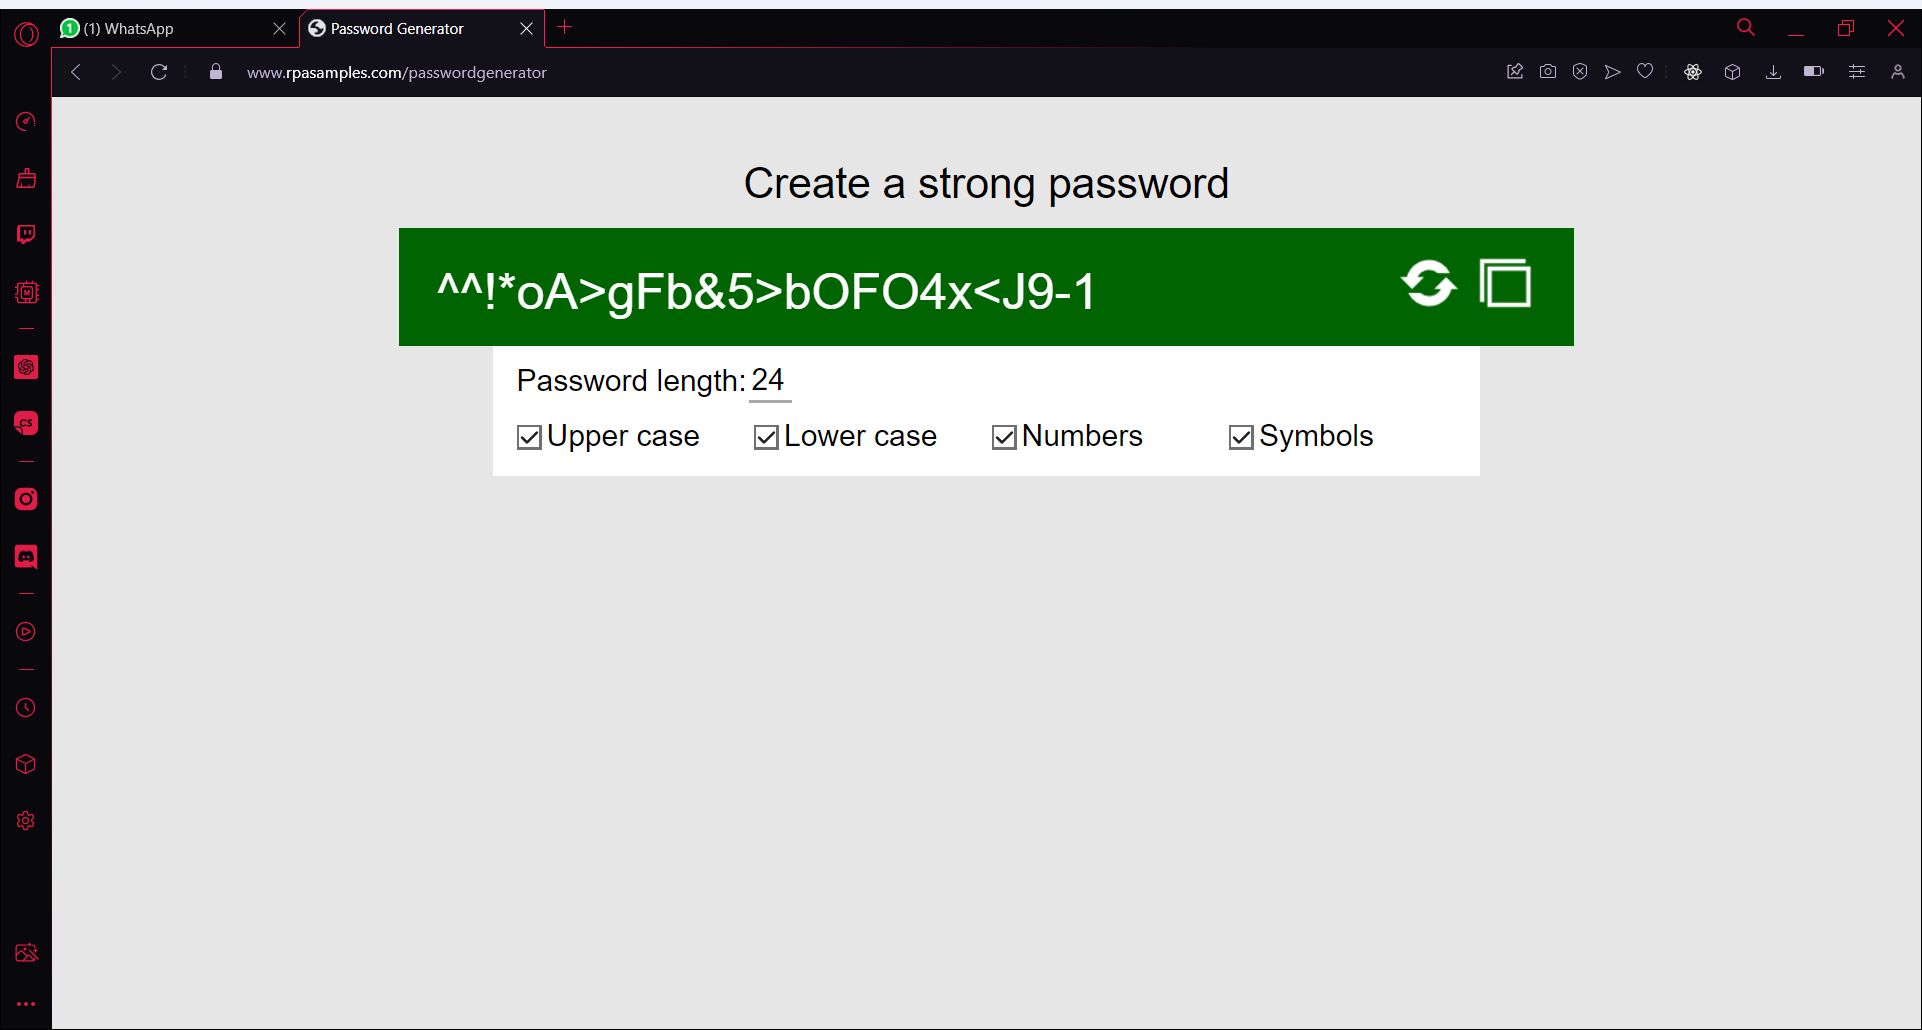 (1) WhatsApp
Password Generator
www.rpasamples.com/passwordgenerator
Create a strong password
^^!*oA>gFb&5>bOFO4x<J9-1
Password length: 24
Upper case Lower case Numbers Symbols